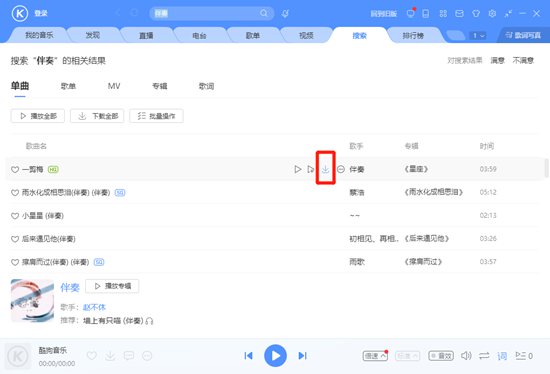 K 登录 伴奏 回到旧版
我的音乐 发现 直播 电台 歌单 视频 搜索 排行榜 1 歌词写真
搜索“伴奏”的相关结果 对搜索结果 满意 不满意
单曲 歌单 MV 专辑 歌词
播放全部 下载全部 批量操作
歌曲名 歌手 专辑 时间
一剪梅 HQ 伴奏 《星座》 03:59
雨水化成相思泪(伴奏) (伴奏) SQ 蔡浩 《雨水化成相思泪》 05:12
小星星 (伴奏) ~~ 02:13
后来遇见他(伴奏) 初相见、再相... 《后来遇见他》 03:26
擦肩而过(伴奏) (伴奏) SQ 雨歌 《擦肩而过》 03:57
伴奏 播放专辑
歌手: 赵不休
推荐: 墙上有只喵 (伴奏)
K 酷狗音乐
00:00/00:00 倍速 标准 音效 词 0